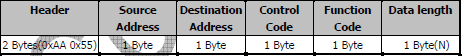 Header Source Address Destination Address Control Code Function Code Data length
2 Bytes(0xAA 0x55) 1 Byte 1 Byte 1 Byte 1 Byte 1 Byte(N)